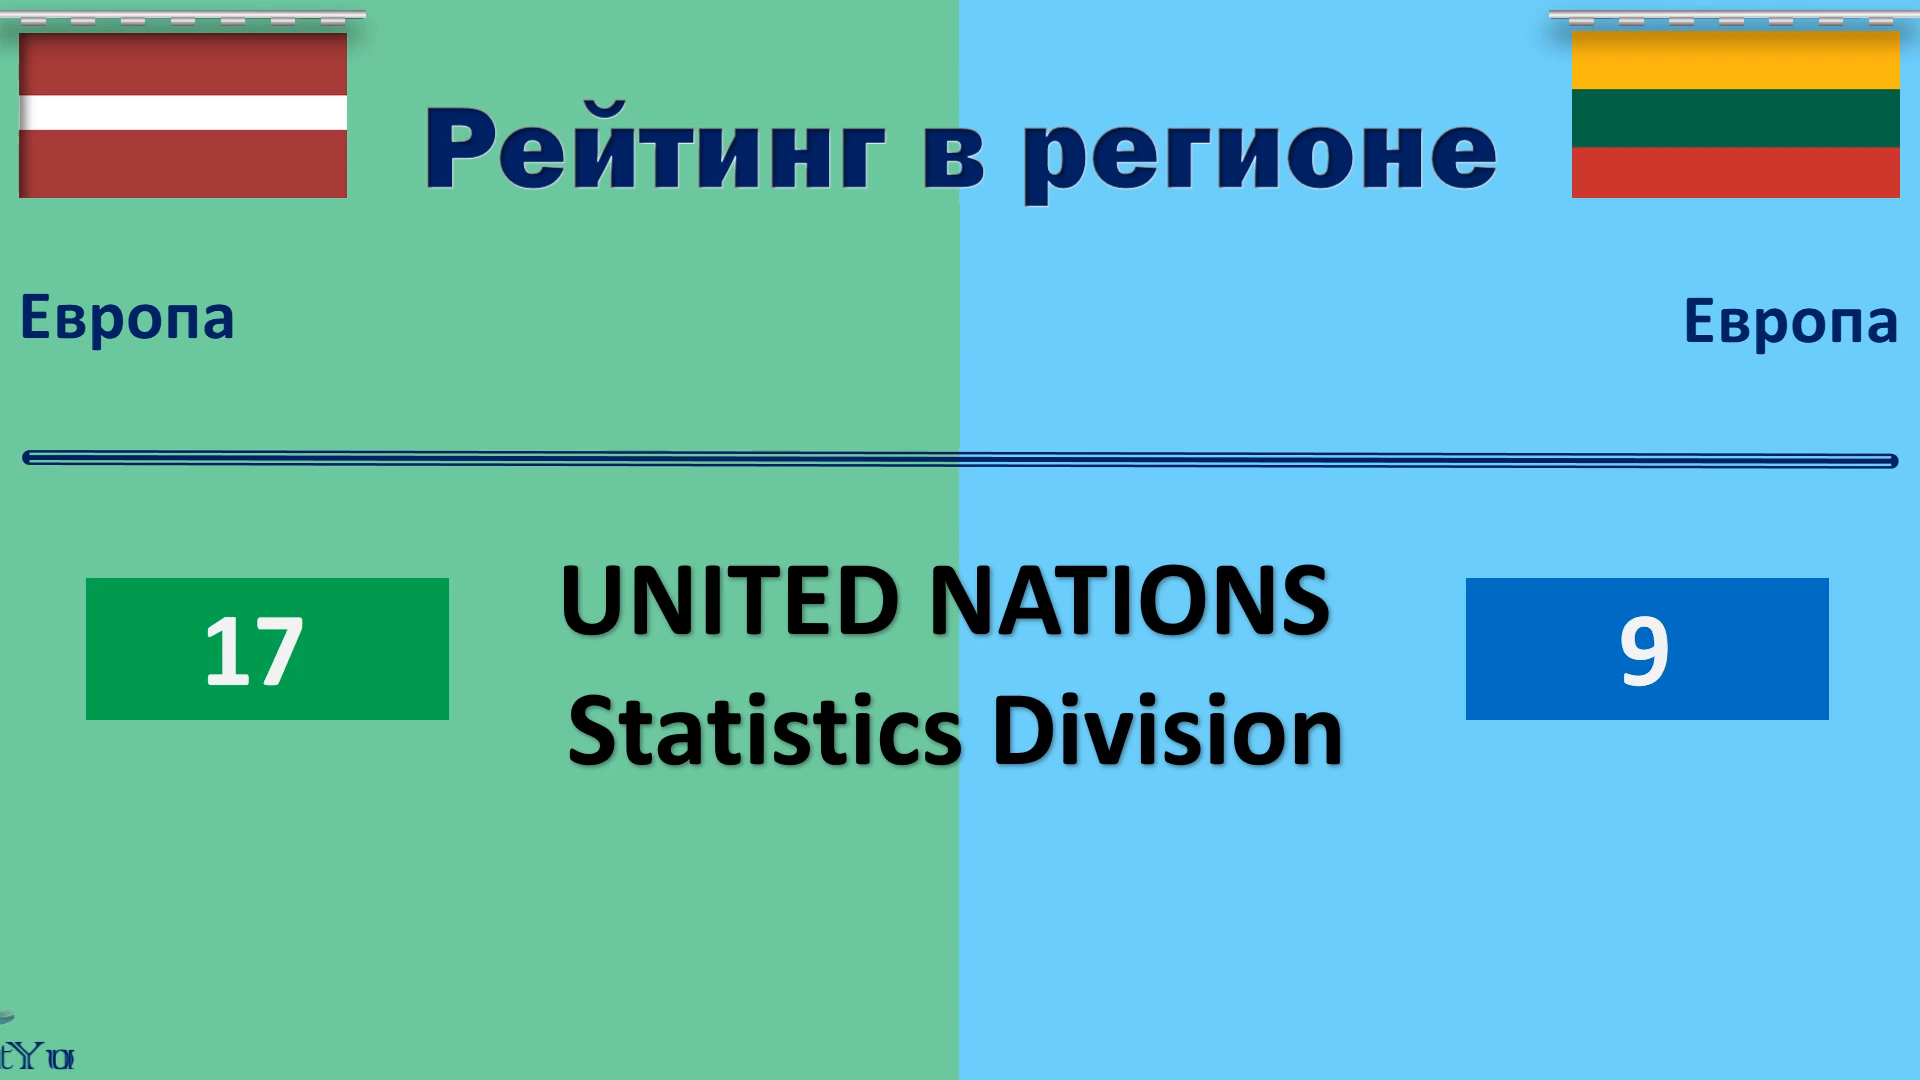 Рейтинг в регионе
Европа
Европа
17
UNITED NATIONS
9
Statistics Division